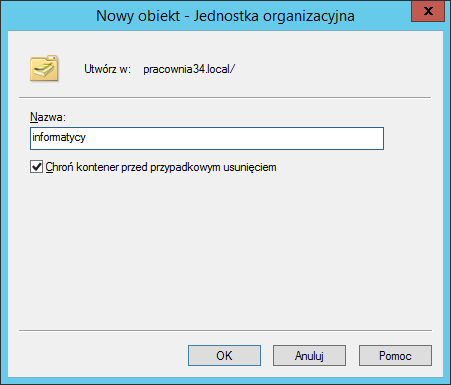 Nowy obiekt - Jednostka organizacyjna
x
Utwórz w: pracownia34.local/
Nazwa:
informatycy
Chroń kontener przed przypadkowym usunięciem
OK Anuluj Pomoc